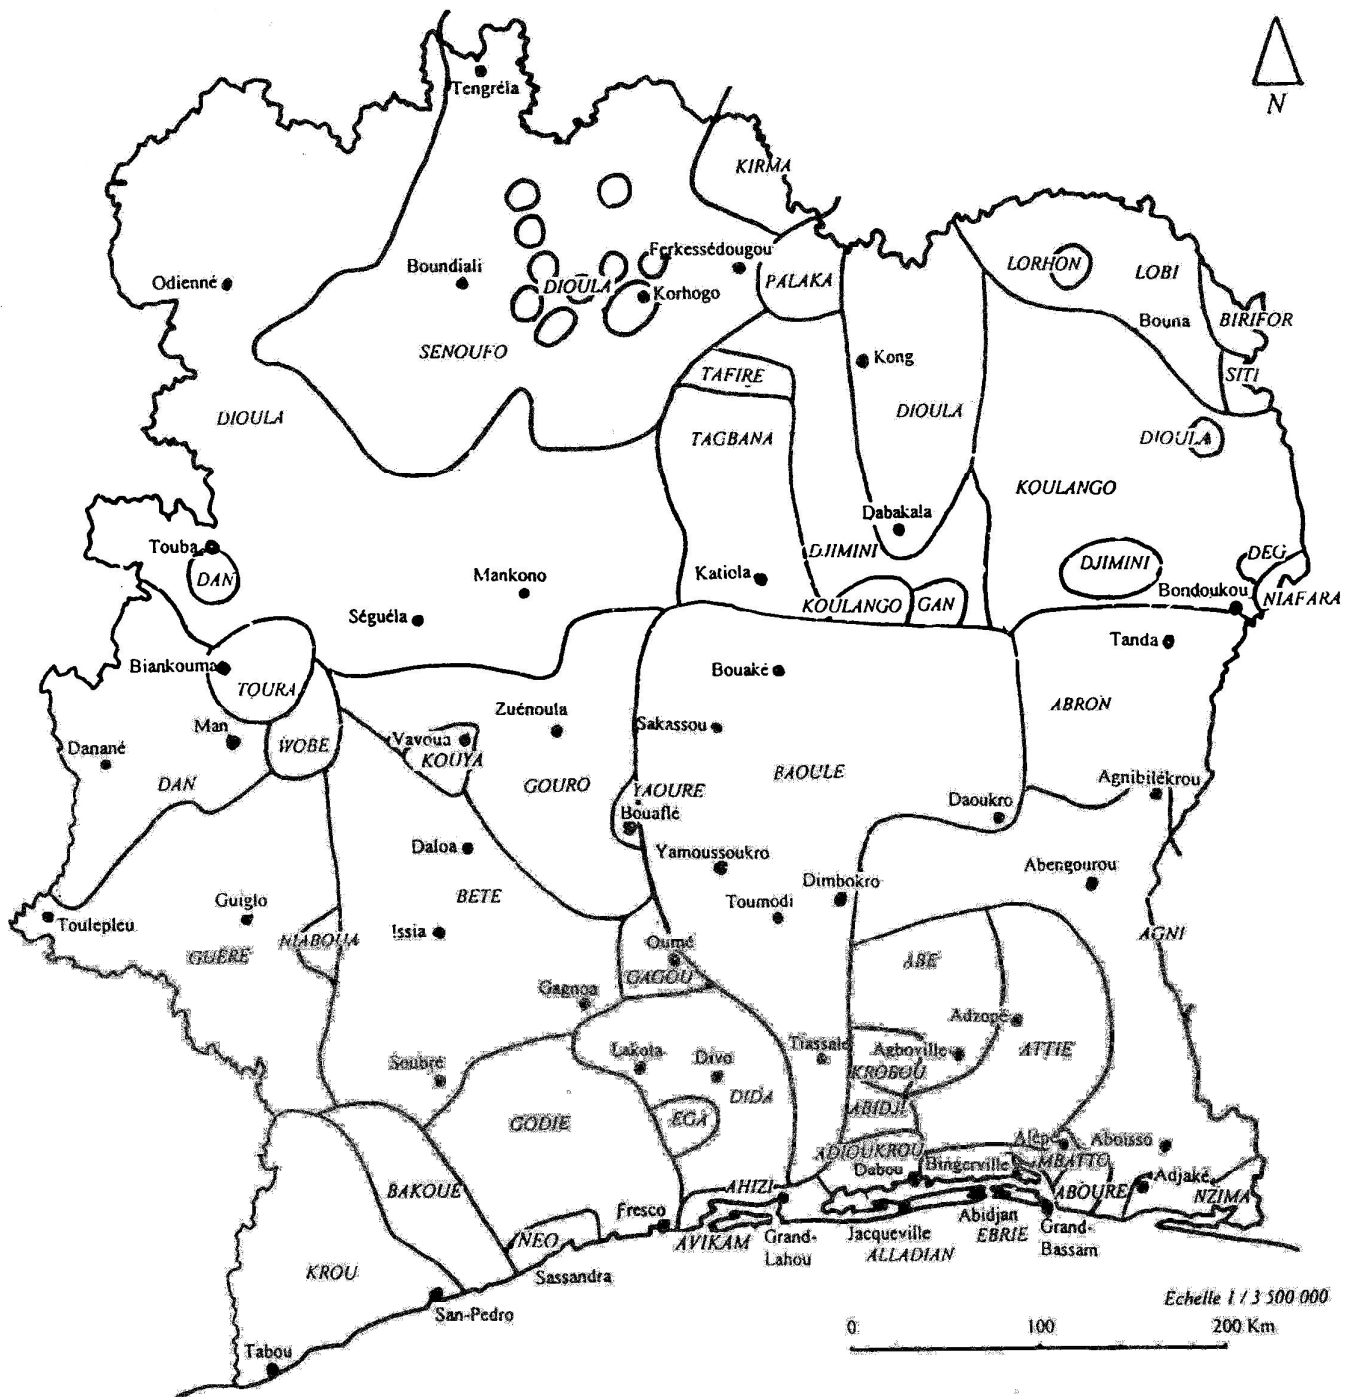 Tengréla
N
KIRMA
Ferkessédougou
LORHON
LOBI
Odienné
Boundiali
DIOULA
Korhogo
PALAKA
Bouna
BIRIFOR
SENOUFO
Kong
TAFIRE
SITI
DIOULA
DIOULA
TAGBANA
DIOULA
KOULANGO
Dabakala
Touba
DJIMINI
DEG
DAN
Mankono
Katiola
DJIMINI
KOULANGO
GAN
Bondoukou
NIAFARA
Séguéla
Tanda
Biankouma
Bouaké
TOURA
ABRON
Man
Zuénoula
Sakassou
Danané
WOBE
Vavoua
KOUYA
BAOULE
DAN
GOURO
YAOURE
Agnibilékrou
Bouaflé
Daoukro
Daloa
Yamoussokro
Abengourou
BETE
Dimbokro
Guiglo
Toumodi
Toulepleu
NIABOUA
Issia
Oumé
AGNI
GUERE
GAGOU
ABE
Gagnoa
Adzopé
Lakota
Divo
Tiassalé
Agboville
ATTIE
Soubré
KROBOU
DIDA
ABIDJI
GODIE
EGA
Alépé
Aboisso
ADIOUKROU
MBATTO
Dabou
Bingerville
Adjaké
BAKOUE
AHIZI
ABOURE
NZIMA
Fresco
NEO
AVIKAM
Grand-
Lahou
Jacqueville
ALLADIAN
Abidjan
EBRIE
Grand-
Bassam
KROU
Sassandra
San-Pedro
Echelle 1 / 3 500 000
0
100
200 Km
Tabou